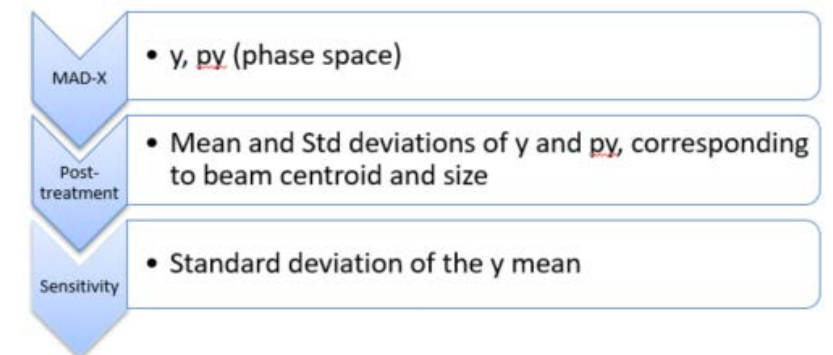 MAD-X
• y, py (phase space)
Post-
treatment
• Mean and Std deviations of y and py, corresponding
to beam centroid and size
Sensitivity
• Standard deviation of the y mean